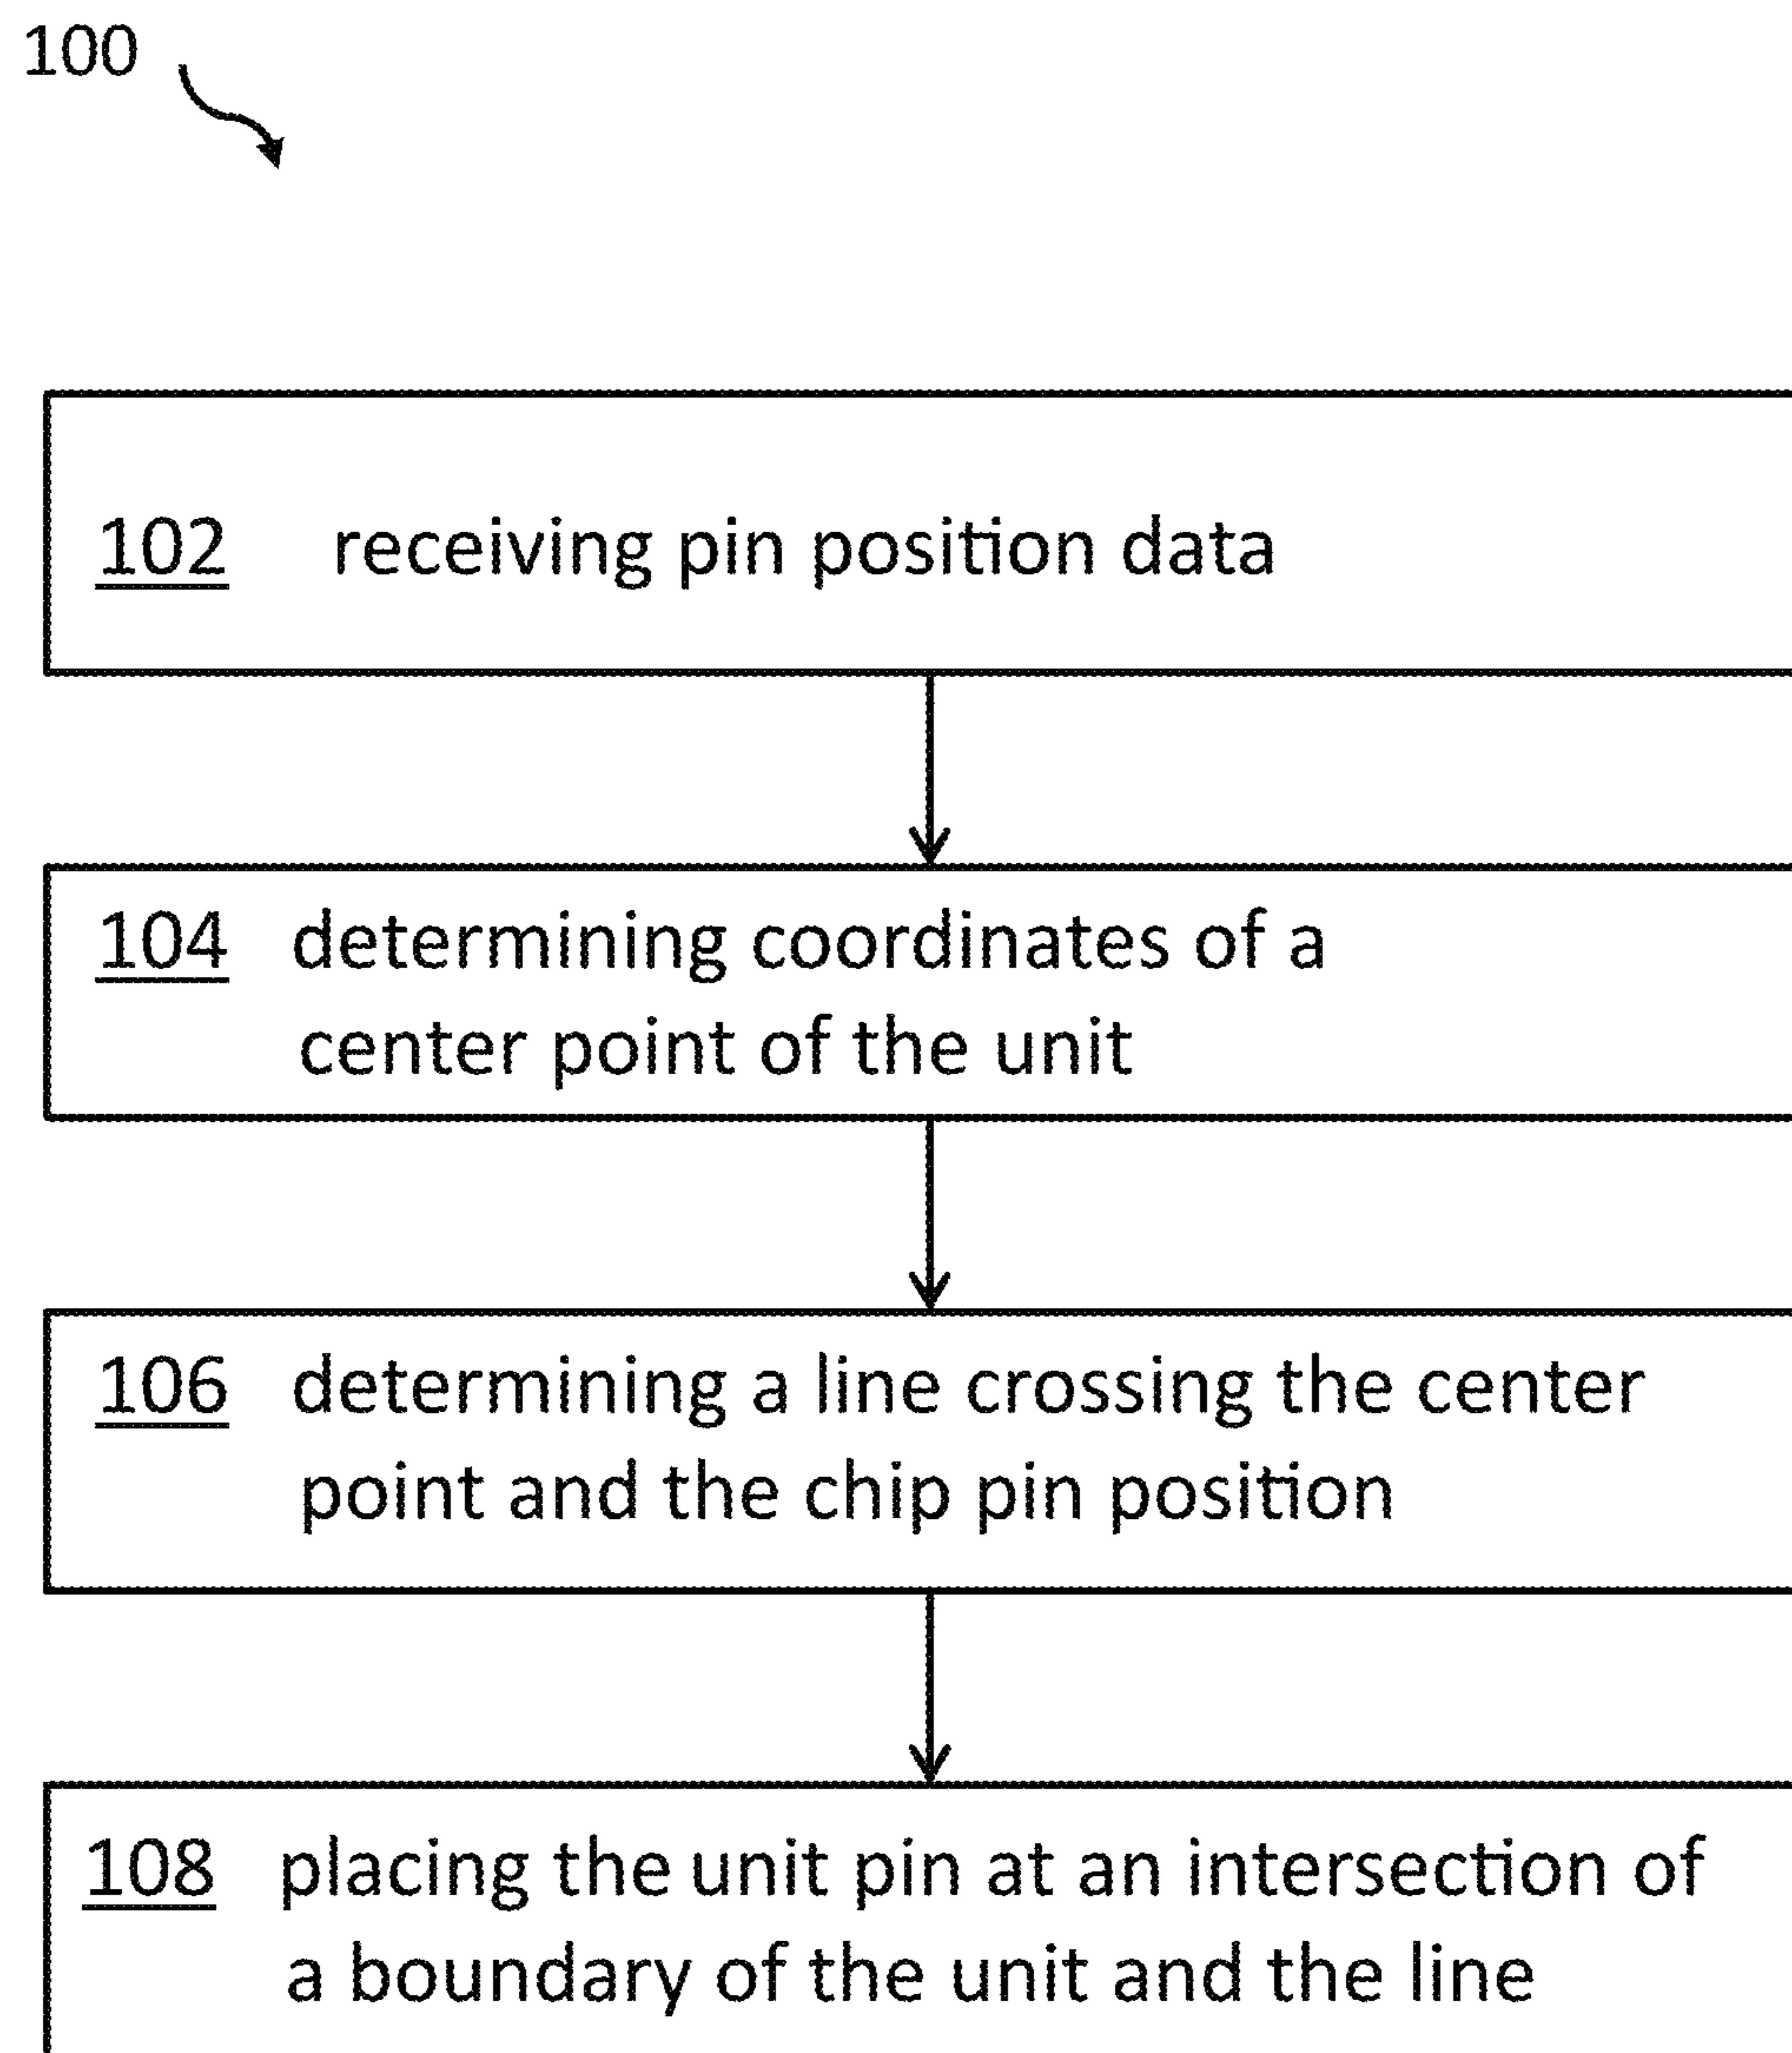 100
102 receiving pin position data
104 determining coordinates of a
center point of the unit
106 determining a line crossing the center
point and the chip pin position
108 placing the unit pin at an intersection of
a boundary of the unit and the line